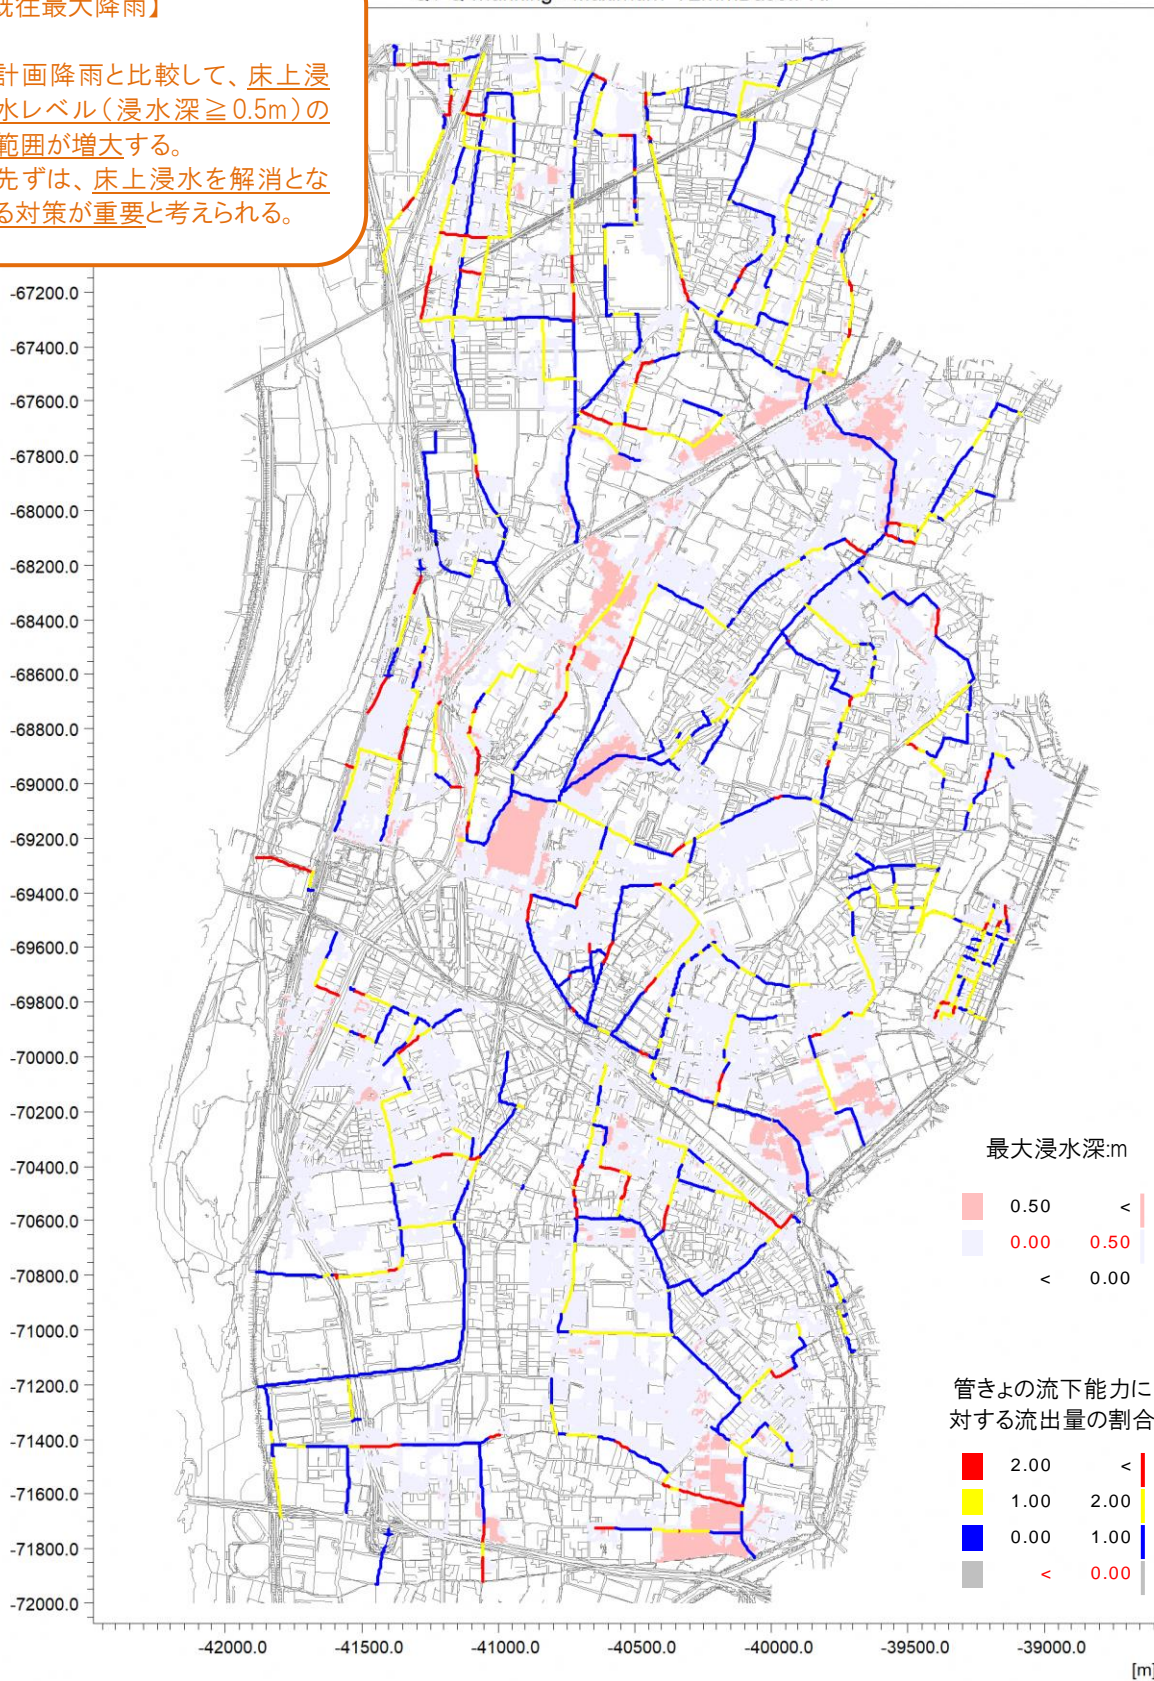 既往最大降雨】
計画降雨と比較して、床上浸
水レベル（浸水深≧0.5m）の
範囲が増大する。
先ずは、床上浸水を解消とな
る対策が重要と考えられる。
-67200.0
-67400.0
-67600.0
-67800.0
-68000.0
-68200.0
-68400.0
-68600.0
-68800.0
-69000.0
-69200.0
-69400.0
-69600.0
-69800.0
-70000.0
-70200.0
-70400.0
-70600.0
-70800.0
-71000.0
-71200.0
-71400.0
-71600.0
-71800.0
-72000.0
最大浸水深:m
0.50 <
0.00 0.50
< 0.00
管きょの流下能力に
対する流出量の割合
2.00 <
1.00 2.00
0.00 1.00
< 0.00
-42000.0 -41500.0 -41000.0 -40500.0 -40000.0 -39500.0 -39000.0
[m]